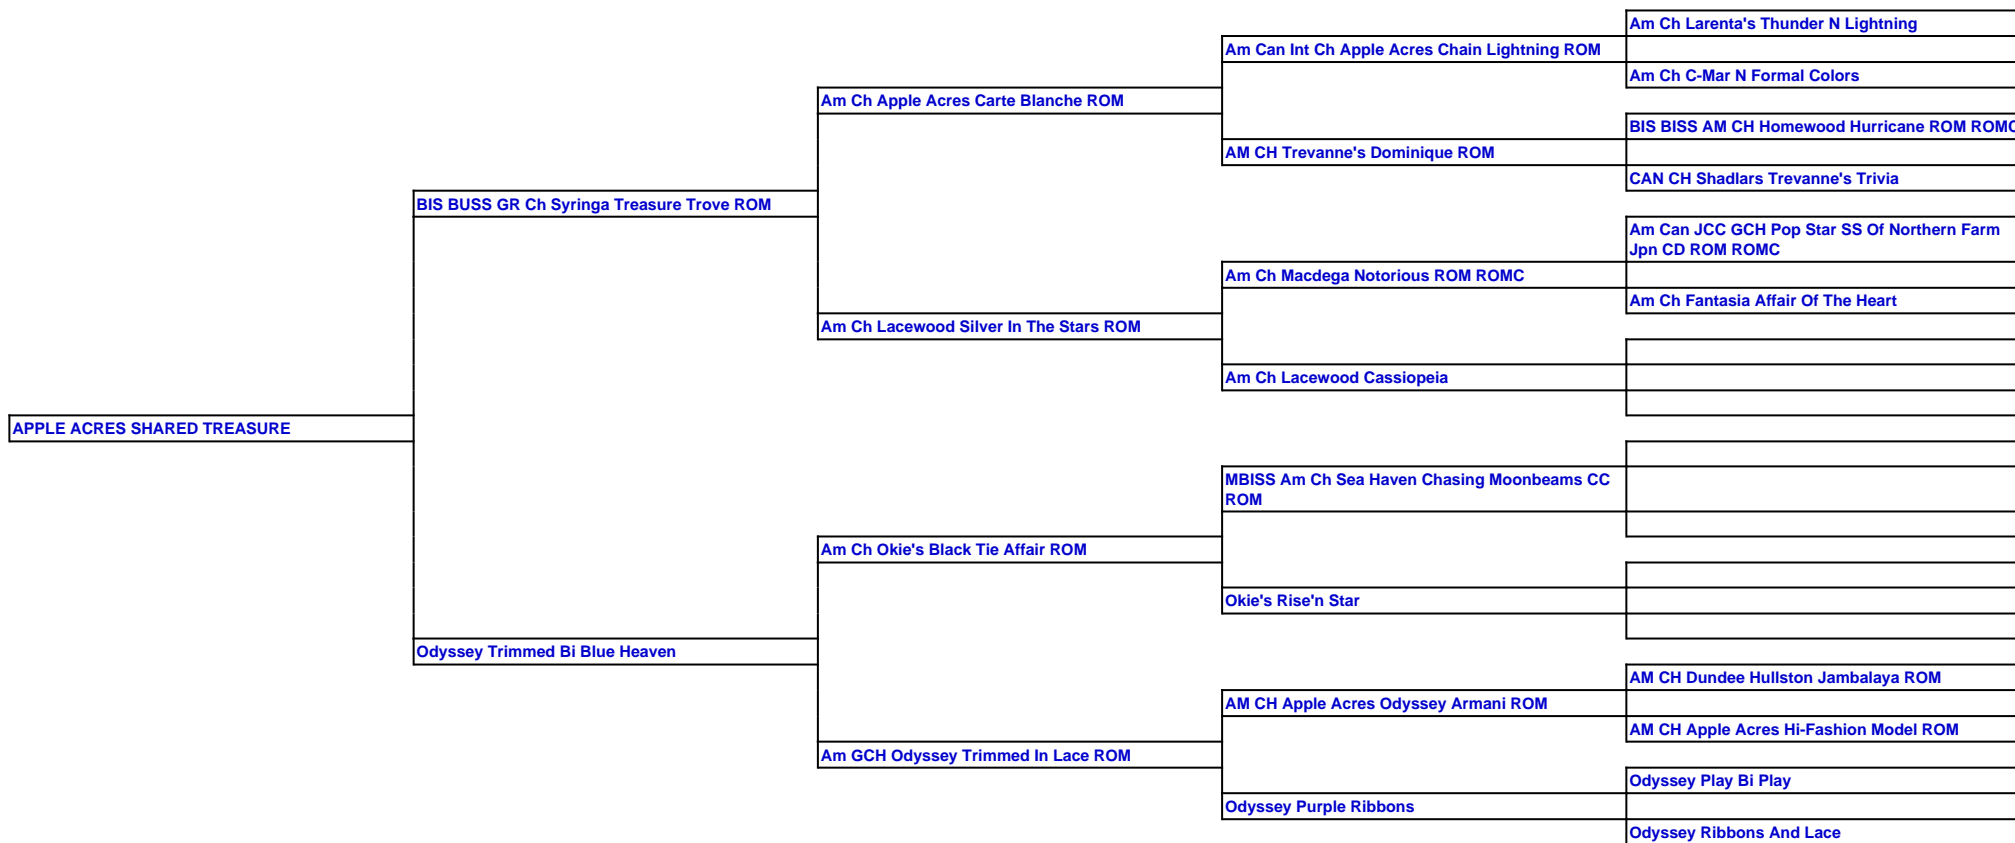 Am Ch Larenta's Thunder N Lightning
Am Can Int Ch Apple Acres Chain Lightning ROM
Am Ch C-Mar N Formal Colors
Am Ch Apple Acres Carte Blanche ROM
BIS BISS AM CH Homewood Hurricane ROM ROMC
AM CH Trevanne's Dominique ROM
CAN CH Shadlars Trevanne's Trivia
BIS BUSS GR Ch Syringa Treasure Trove ROM
Am Can JCC GCH Pop Star SS Of Northern Farm
Jpn CD ROM ROMC
Am Ch Macdega Notorious ROM ROMC
Am Ch Fantasia Affair Of The Heart
Am Ch Lacewood Silver In The Stars ROM
Am Ch Lacewood Cassiopeia
APPLE ACRES SHARED TREASURE
MBISS Am Ch Sea Haven Chasing Moonbeams CC
ROM
Am Ch Okie's Black Tie Affair ROM
Okie's Rise'n Star
Odyssey Trimmed Bi Blue Heaven
AM CH Dundee Hullston Jambalaya ROM
AM CH Apple Acres Odyssey Armani ROM
AM CH Apple Acres Hi-Fashion Model ROM
Am GCH Odyssey Trimmed In Lace ROM
Odyssey Play Bi Play
Odyssey Purple Ribbons
Odyssey Ribbons And Lace